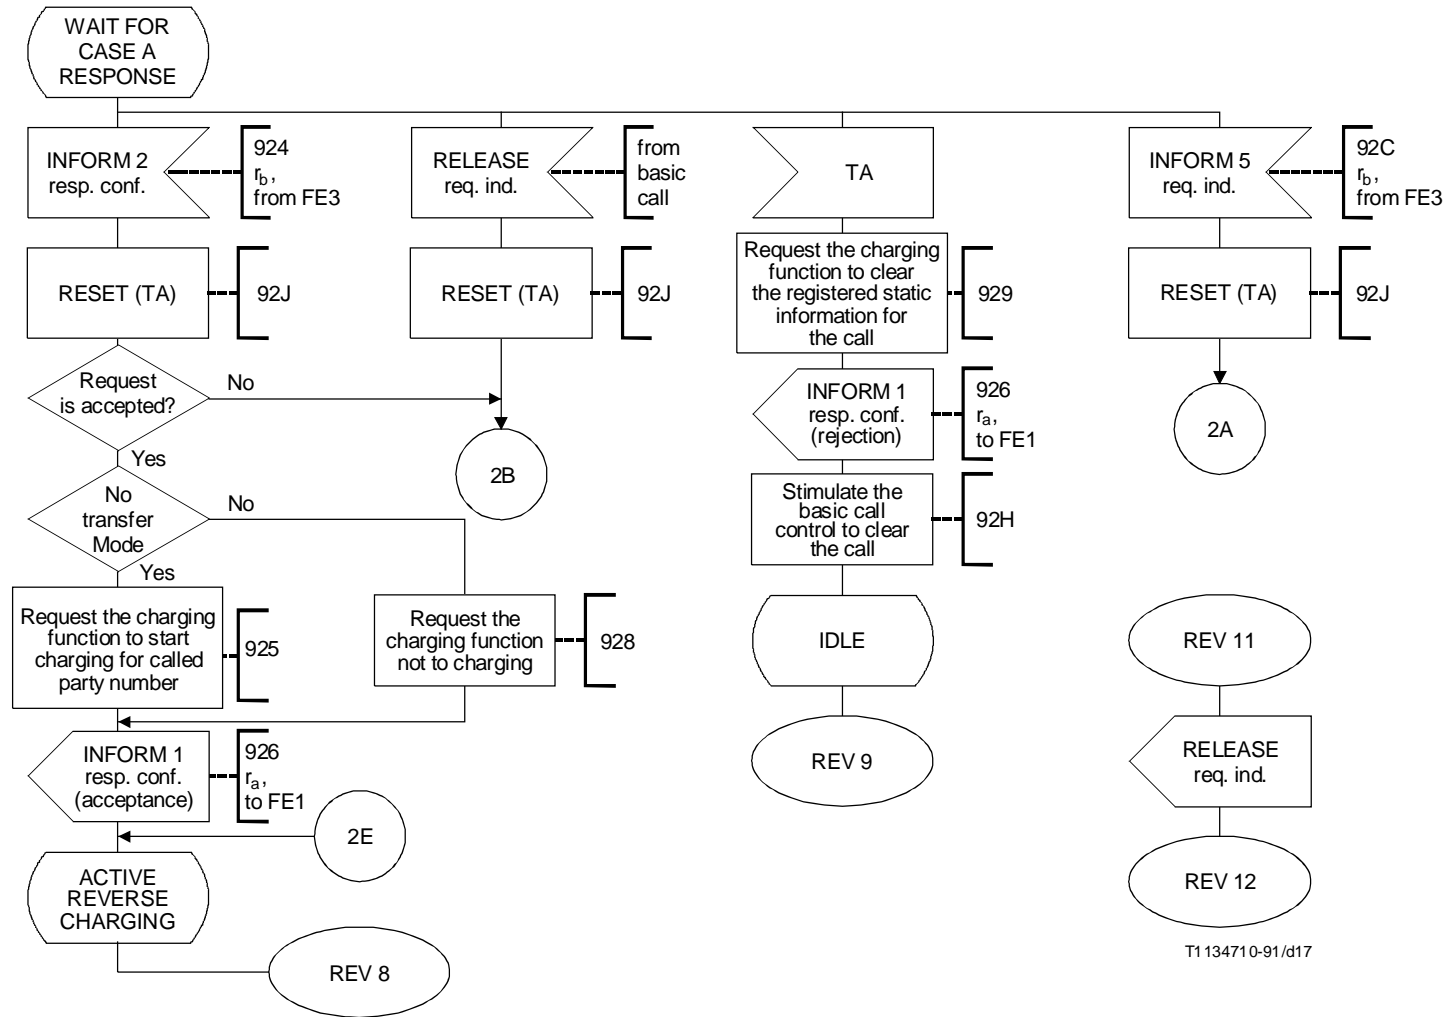 WAIT FOR
CASE A
RESPONSE
INFORM 2
resp. conf.
924
rb,
from FE3
RELEASE
req. ind.
from
basic
call
TA
INFORM 5
req. ind.
92C
rb,
from FE3
RESET (TA)
92J
RESET (TA)
92J
Request the charging
function to clear
the registered static
information for
the call
929
RESET (TA)
92J
Request
is accepted?
No
Yes
2B
INFORM 1
resp. conf.
(rejection)
926
ra,
to FE1
2A
No
transfer
Mode
No
Yes
Stimulate the
basic call
control to clear
the call
92H
Request the charging
function to start
charging for called
party number
925
Request the
charging function
not to charging
928
IDLE
REV 11
INFORM 1
resp. conf.
(acceptance)
926
ra,
to FE1
REV 9
RELEASE
req. ind.
2E
ACTIVE
REVERSE
CHARGING
REV 12
REV 8
T1134710-91/d17